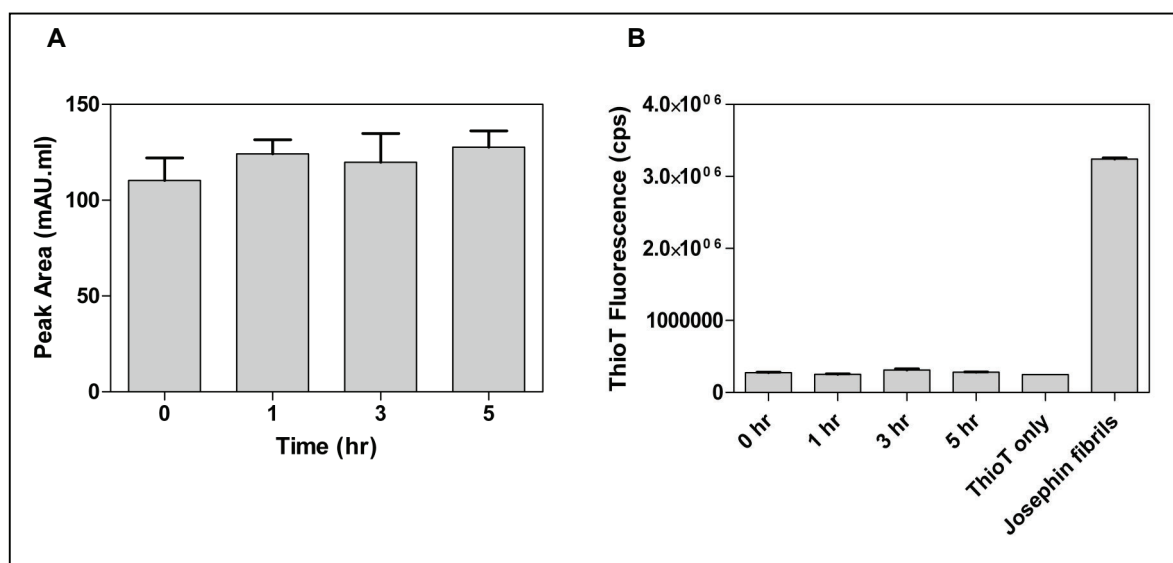 A
Peak Area (mAU.ml)
150
100
50
0
0 1 3 5
Time (hr)
B
ThioT Fluorescence (cps)
4.0×10⁰⁶
3.0×10⁰⁶
2.0×10⁰⁶
1000000
0
0 hr
1 hr
3 hr
5 hr
ThioT only
Josephin fibrils